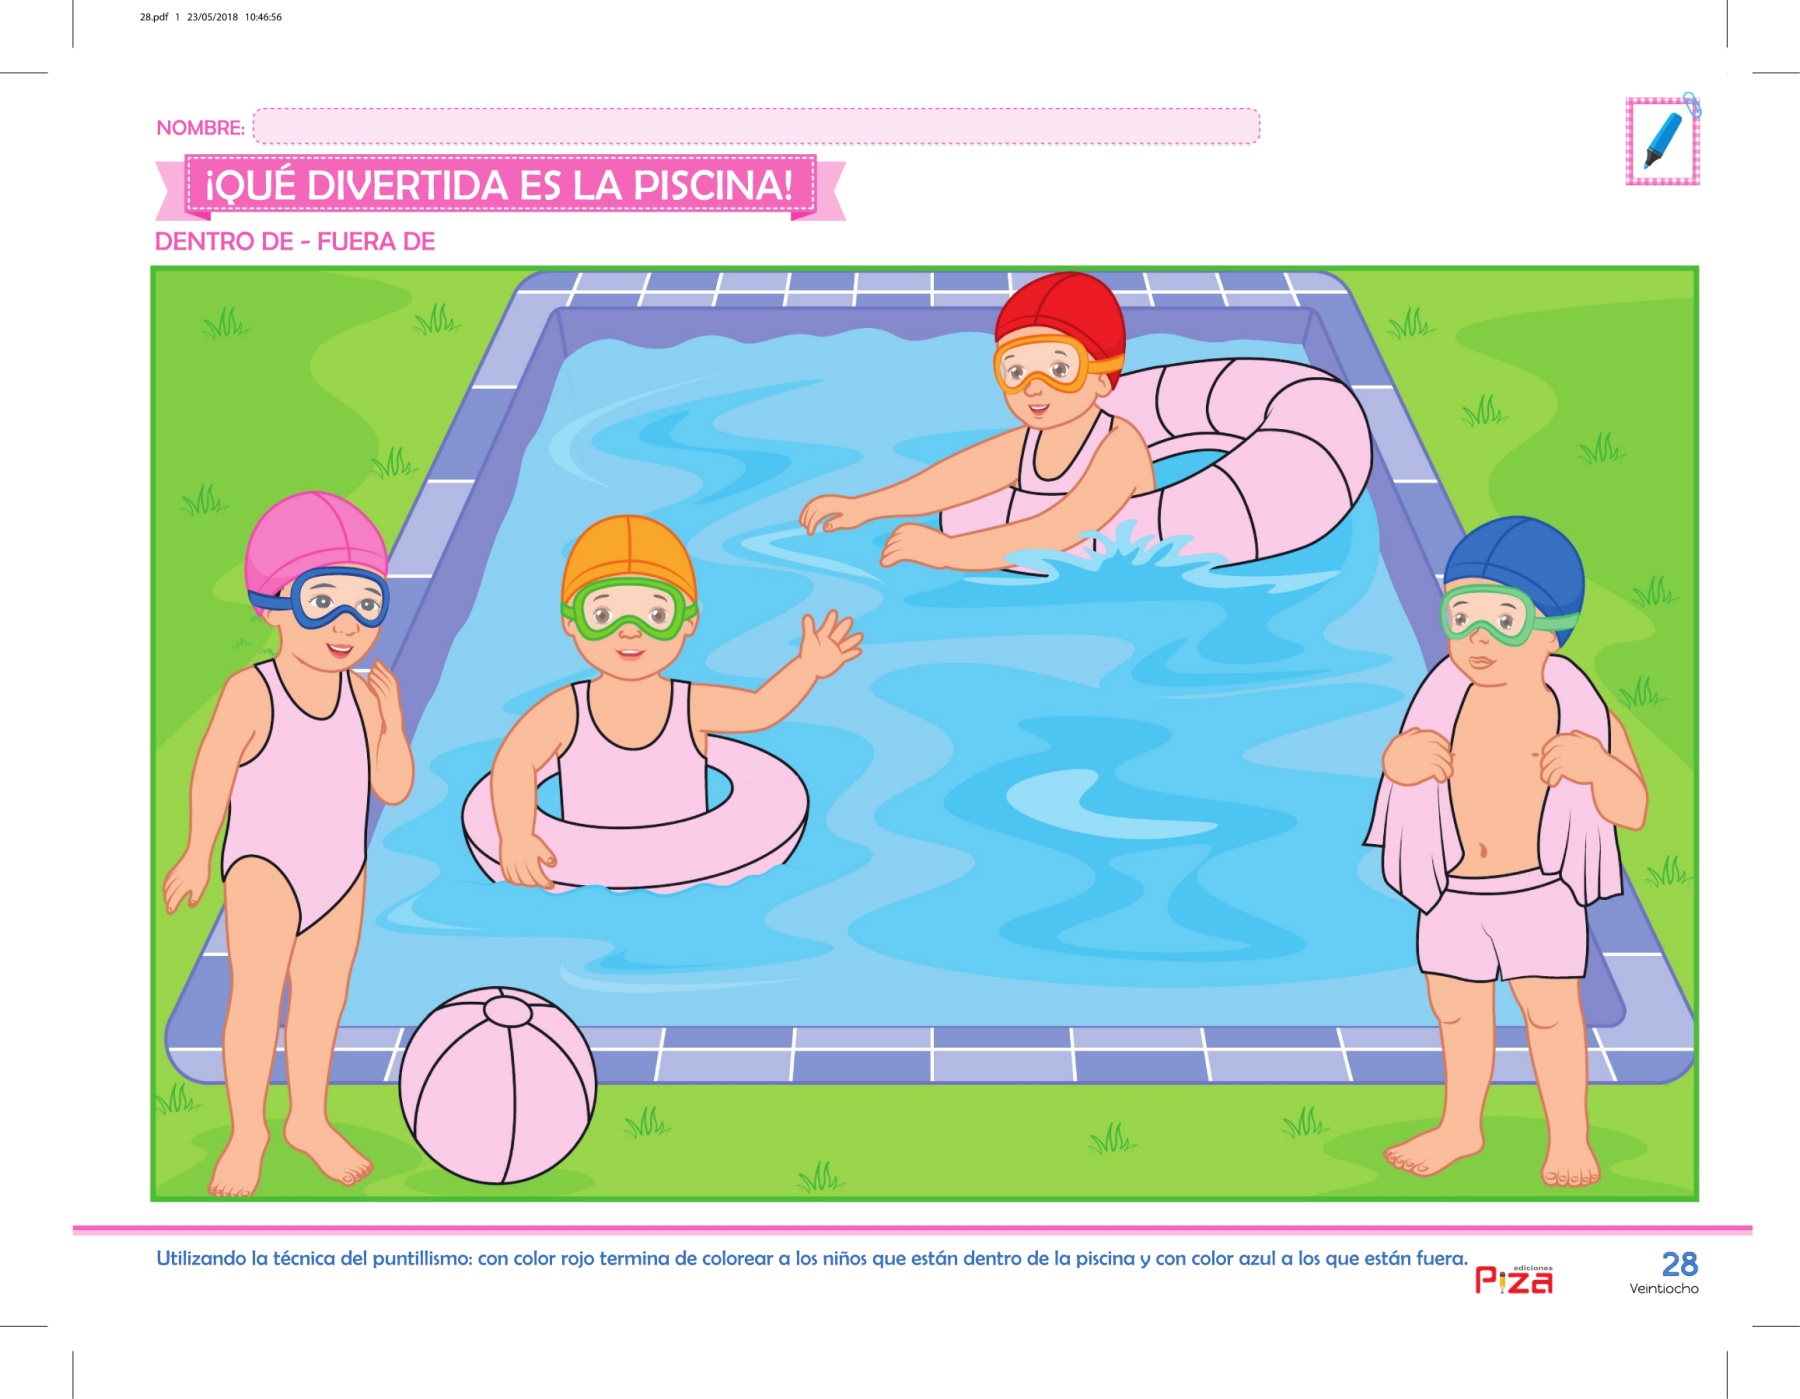 28.pdf 1 23/05/2018 10:46:56
NOMBRE:
¡QUÉ DIVERTIDA ES LA PISCINA!
DENTRO DE - FUERA DE
Utilizando la técnica del puntillismo: con color rojo termina de colorear a los niños que están dentro de la piscina y con color azul a los que están fuera.
ediciones
Piza
28
Veintiocho